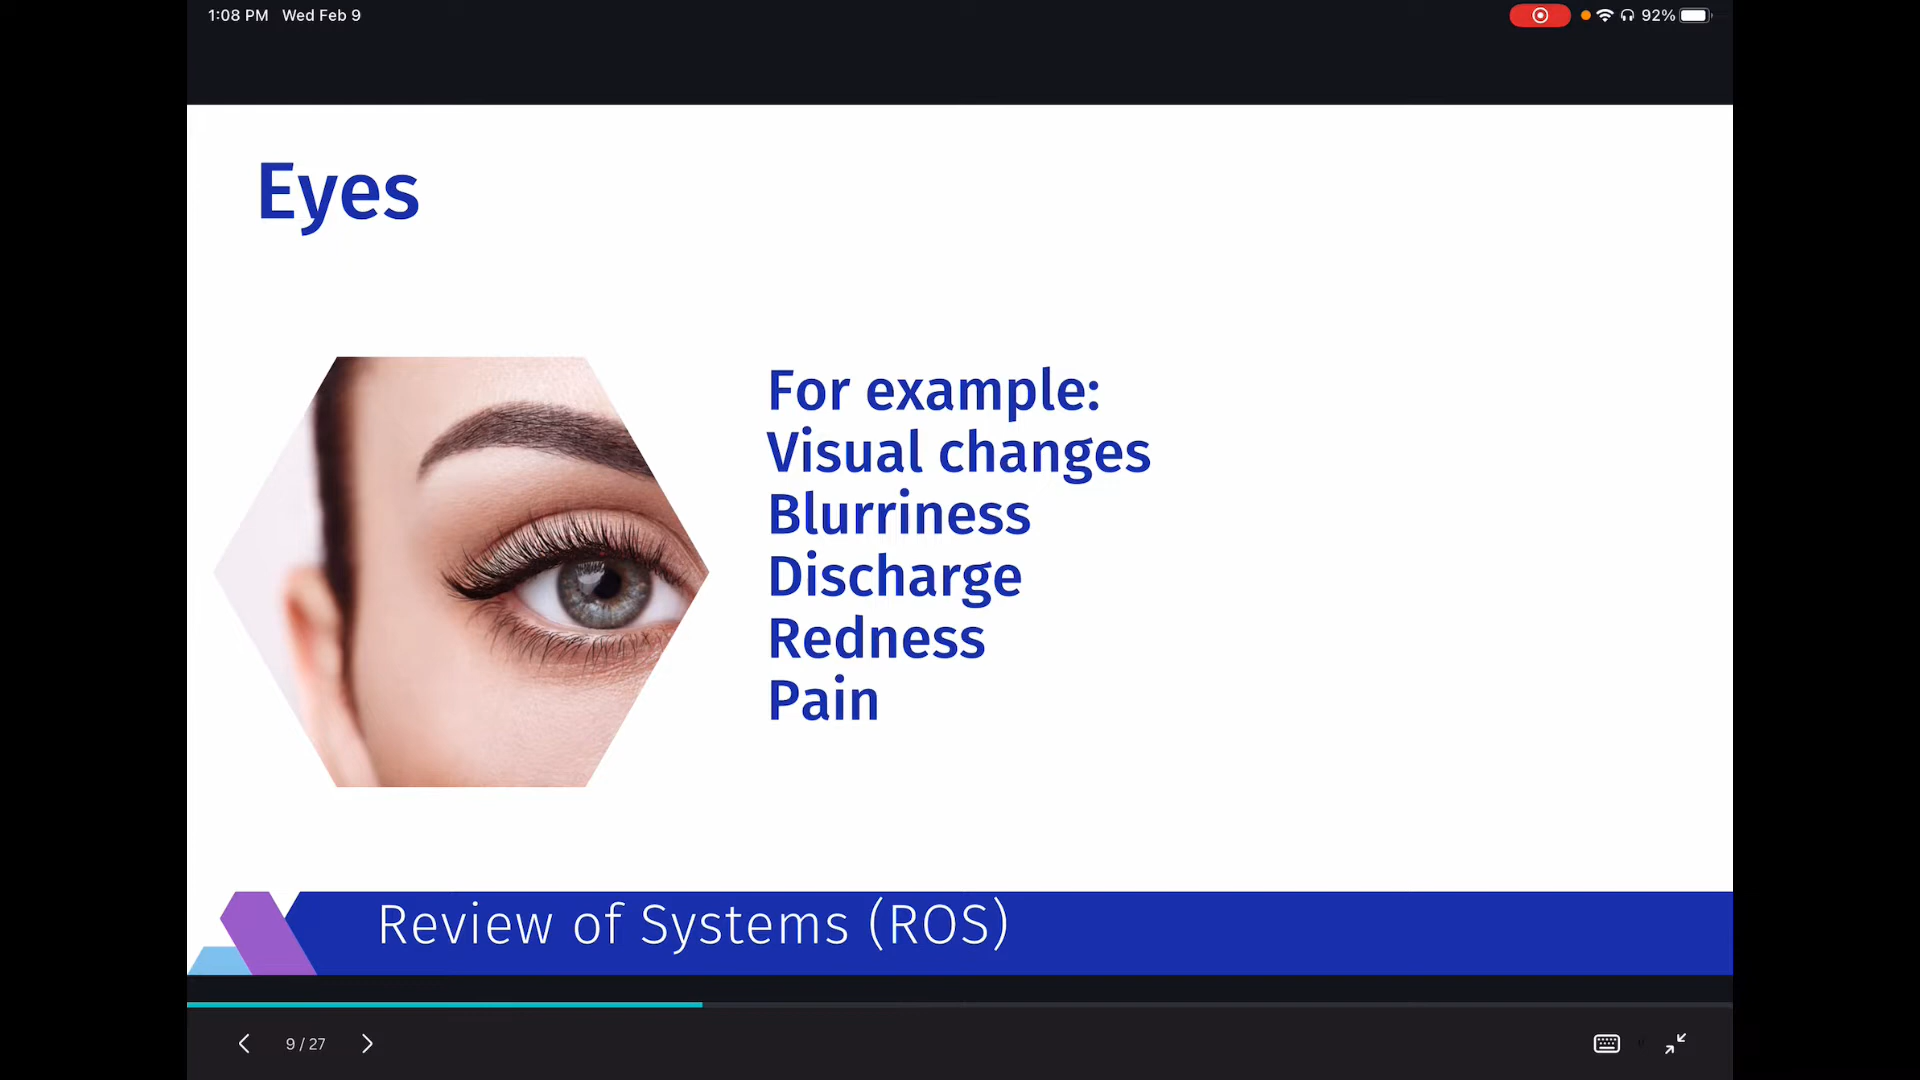 1:08 PM Wed Feb 9
92%
Eyes
For example:
Visual changes
Blurriness
Discharge
Redness
Pain
Review of Systems (ROS)
9 / 27